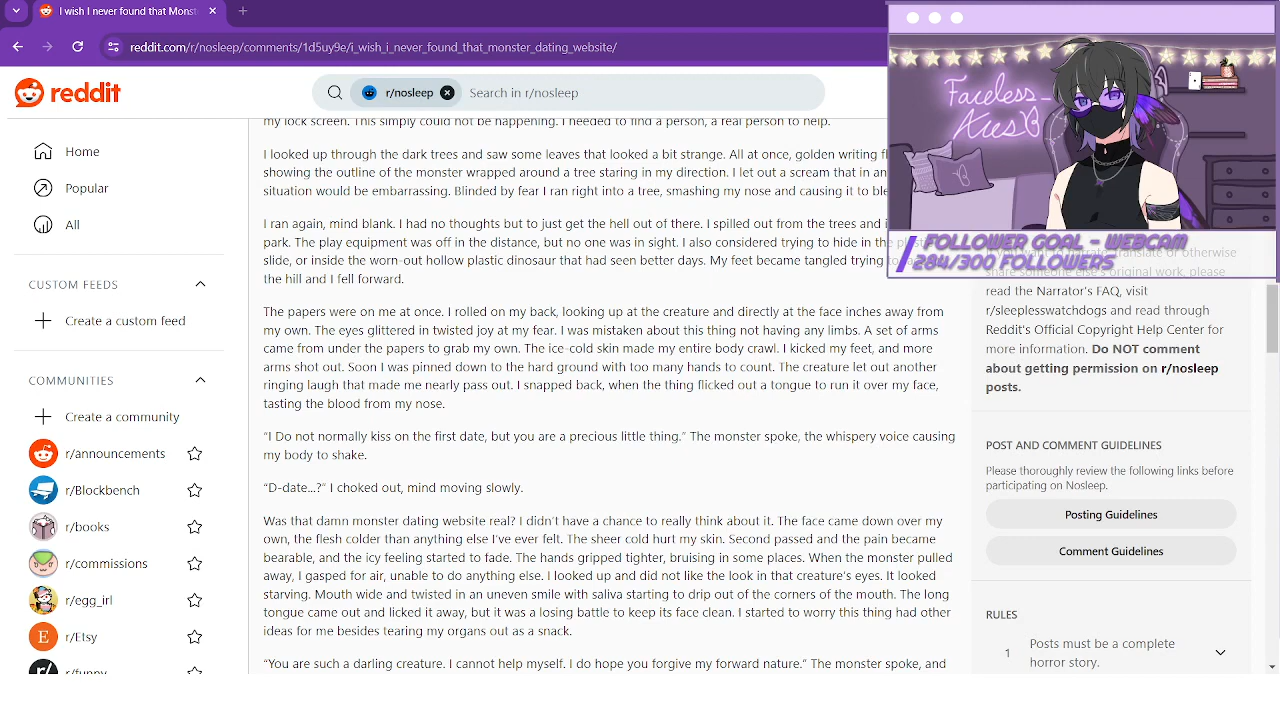 I wish I never found that Monst
reddit.com/r/nosleep/comments/1d5uy9e/i_wish_i_never_found_that_monster_dating_website/
reddit
r/nosleep
Search in r/nosleep
Home
Popular
All
CUSTOM FEEDS
Create a custom feed
COMMUNITIES
Create a community
r/announcements
r/Blockbench
r/books
r/commissions
r/egg_irl
r/Etsy
r/funny
my lock screen. This simply could not be happening. I needed to find a person, a real person to help.
I looked up through the dark trees and saw some leaves that looked a bit strange. All at once, golden writing fl
showing the outline of the monster wrapped around a tree staring in my direction. I let out a scream that in an
situation would be embarrassing. Blinded by fear I ran right into a tree, smashing my nose and causing it to ble
I ran again, mind blank. I had no thoughts but to just get the hell out of there. I spilled out from the trees and i
park. The toy equipment was off in the distance, but no one was in sight. I also considered trying to hide in the plast
slide, or inside a giant hollow plastic dinosaur that had seen better days. My feet became tangled trying to
the hill and I fell forward.
The papers were on me at once. I rolled on my back, looking up at the creature and directly at the face inches away from
my own. The eyes glittered in twisted joy at my fear. I was mistaken about this thing not having any limbs. A set of arms
came from under the papers to grab my own. The ice-cold skin made my entire body crawl. I kicked my feet, and more
arms shot out. Soon I was pinned down to the hard ground with too many hands to count. The creature let out another
ringing laugh that made me nearly pass out. I snapped back, when the thing flicked out a tongue to run it over my face,
tasting the blood from my nose.
“I Do not normally kiss on the first date, but you are a precious little thing.” The monster spoke, the whispery voice causing
my body to shake.
“D-date…?” I choked out, mind moving slowly.
Was that damn monster dating website real? I didn’t have a chance to really think about it. The face came down over my
own, the flesh colder than anything else I’ve ever felt. The sheer cold hurt my skin. Second passed and the pain became
bearable, and the icy feeling started to fade. The hands gripped tighter, bruising in some places. When the monster pulled
away, I gasped for air, unable to do anything else. I looked up and did not like the look in that creature’s eyes. It looked
starving. Mouth wide and twisted in an uneven smile with saliva starting to drip out of the corners of the mouth. The long
tongue came out and licked it away, but it was a losing battle to keep its face clean. I started to worry this thing had other
ideas for me besides tearing my organs out as a snack.
“You are such a darling creature. I cannot help myself. I do hope you forgive my forward nature.” The monster spoke, and
Faceless_
AcesB
FOLLOWER GOAL - WEBCAM
284/300 FOLLOWERS
translate or otherwise
share someone else's original work, please
read the Narrator's FAQ, visit
r/sleeplesswatchdogs and read through
Reddit's Official Copyright Help Center for
more information. Do NOT comment
about getting permission on r/nosleep
posts.
POST AND COMMENT GUIDELINES
Please thoroughly review the following links before
participating on Nosleep.
Posting Guidelines
Comment Guidelines
RULES
1
Posts must be a complete
horror story.